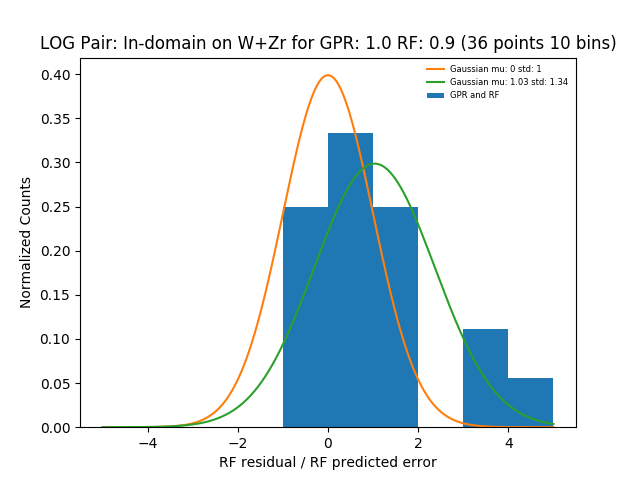 LOG Pair: In-domain on W+Zr for GPR: 1.0 RF: 0.9 (36 points 10 bins)
Gaussian mu: 0 std: 1
Gaussian mu: 1.03 std: 1.34
GPR and RF
Normalized Counts
0.40
0.35
0.30
0.25
0.20
0.15
0.10
0.05
0.00
−4
−2
0
2
4
RF residual / RF predicted error